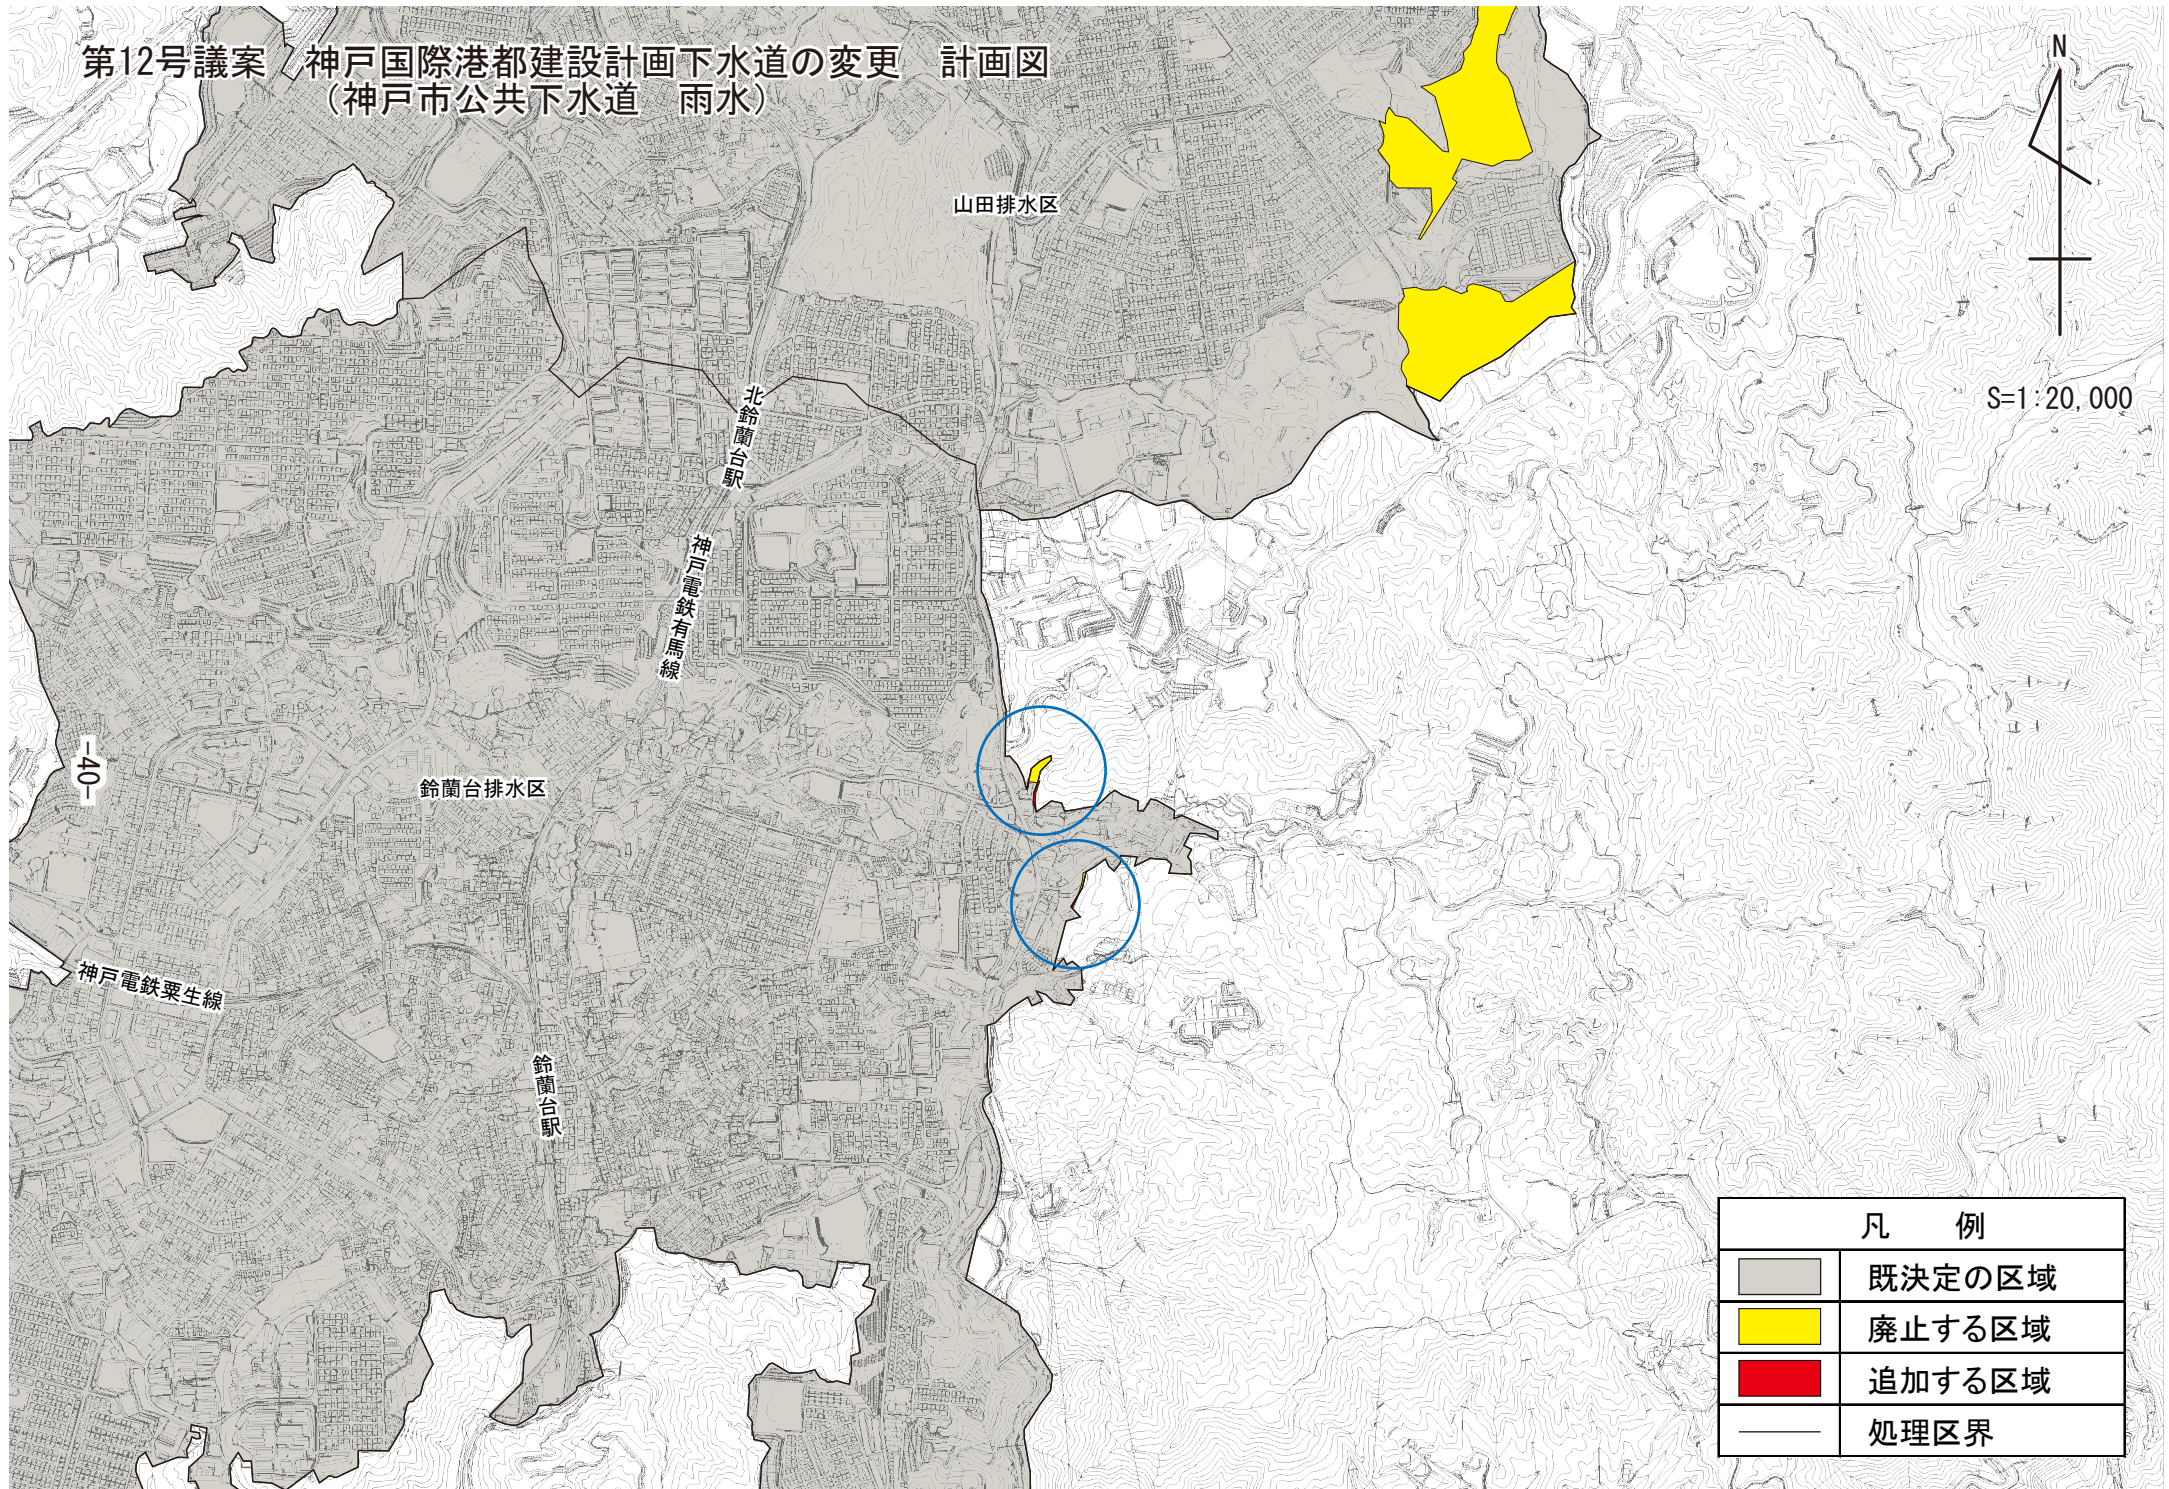 第12号議案　神戸国際港都建設計画下水道の変更　計画図
（神戸市公共下水道　雨水）
N
S=1:20,000
山田排水区
北鈴蘭台駅
神戸電鉄有馬線
-40-
鈴蘭台排水区
神戸電鉄粟生線
鈴蘭台駅
凡　例
既決定の区域
廃止する区域
追加する区域
処理区界